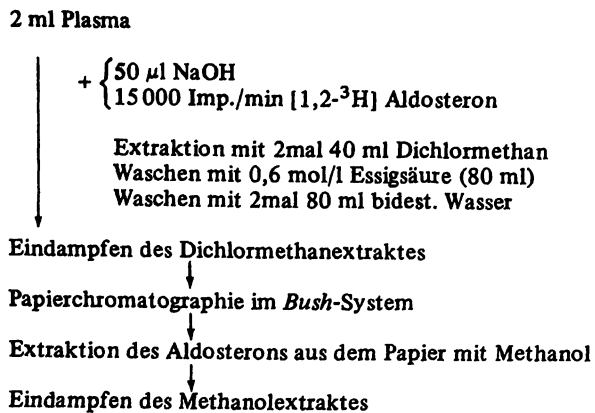 2 ml Plasma
+ { 50 µl NaOH
15 000 Imp./min [1,2-³H] Aldosteron
Extraktion mit 2mal 40 ml Dichlormethan
Waschen mit 0,6 mol/l Essigsäure (80 ml)
Waschen mit 2mal 80 ml bidest. Wasser
Eindampfen des Dichlormethanextraktes
Papierchromatographie im Bush-System
Extraktion des Aldosterons aus dem Papier mit Methanol
Eindampfen des Methanolextraktes